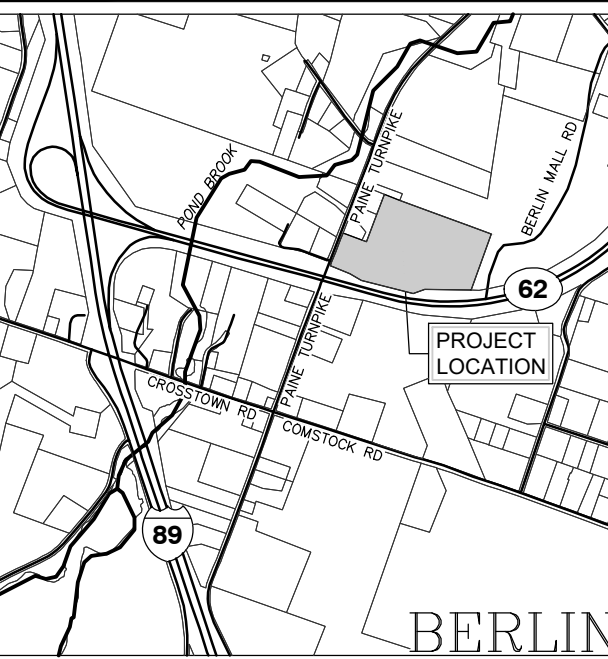 POND BROOK
PAINE TURNPIKE
BERLIN MALL RD
62
PROJECT
LOCATION
PAINE TURNPIKE
CROSSTOWN RD
COMSTOCK RD
89
BERLIN